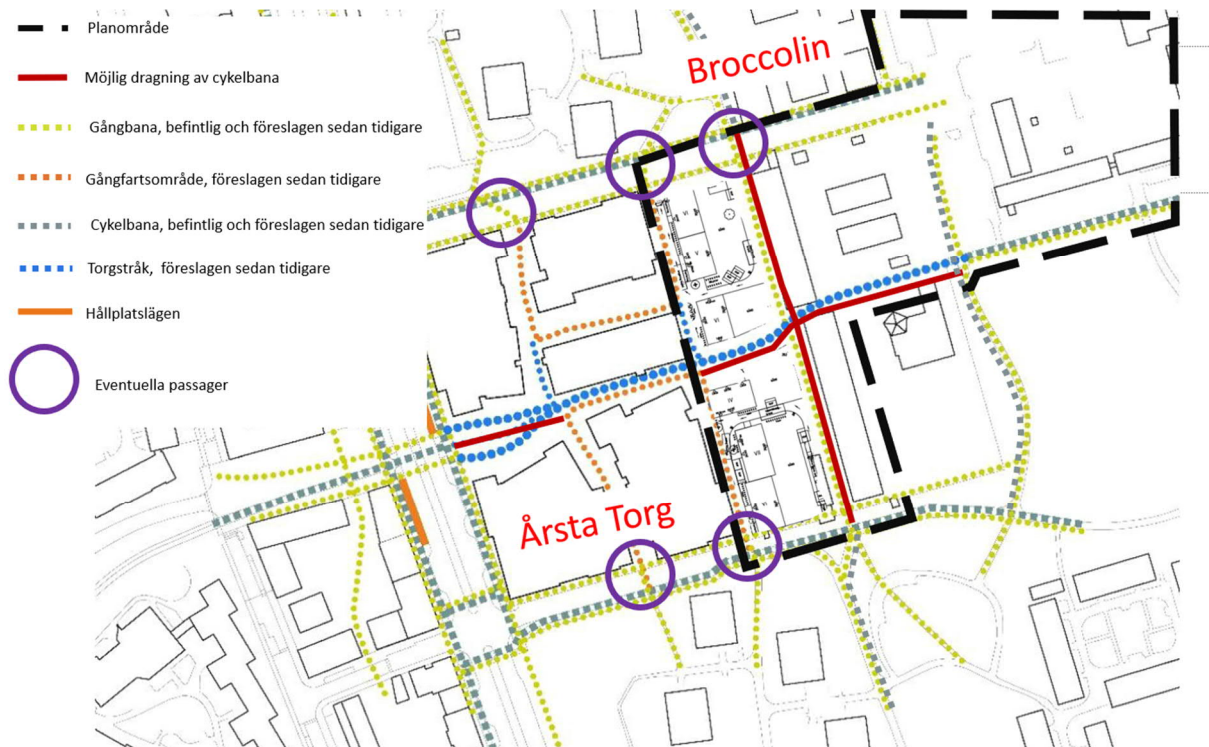 Planområde
Möjlig dragning av cykelbana
Gångbana, befintlig och föreslagen sedan tidigare
Gångfartsområde, föreslagen sedan tidigare
Cykelbana, befintlig och föreslagen sedan tidigare
Torgstråk, föreslagen sedan tidigare
Hållplatslägen
Eventuella passager
Broccolin
Årsta Torg